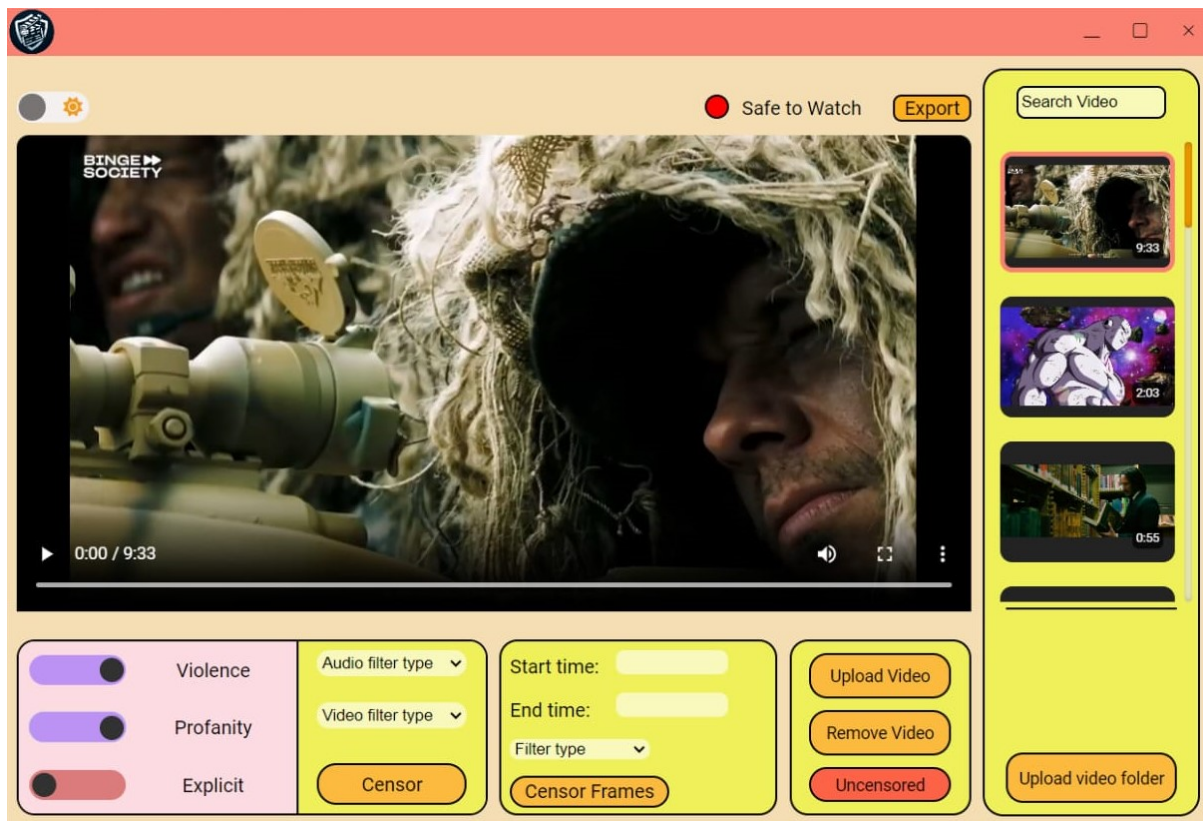 Safe to Watch
Export
Search Video
BINGE
SOCIETY
9:33
2:03
0:55
0:00 / 9:33
Violence
Profanity
Explicit
Audio filter type
Video filter type
Censor
Start time:
End time:
Filter type
Censor Frames
Upload Video
Remove Video
Uncensored
Upload video folder